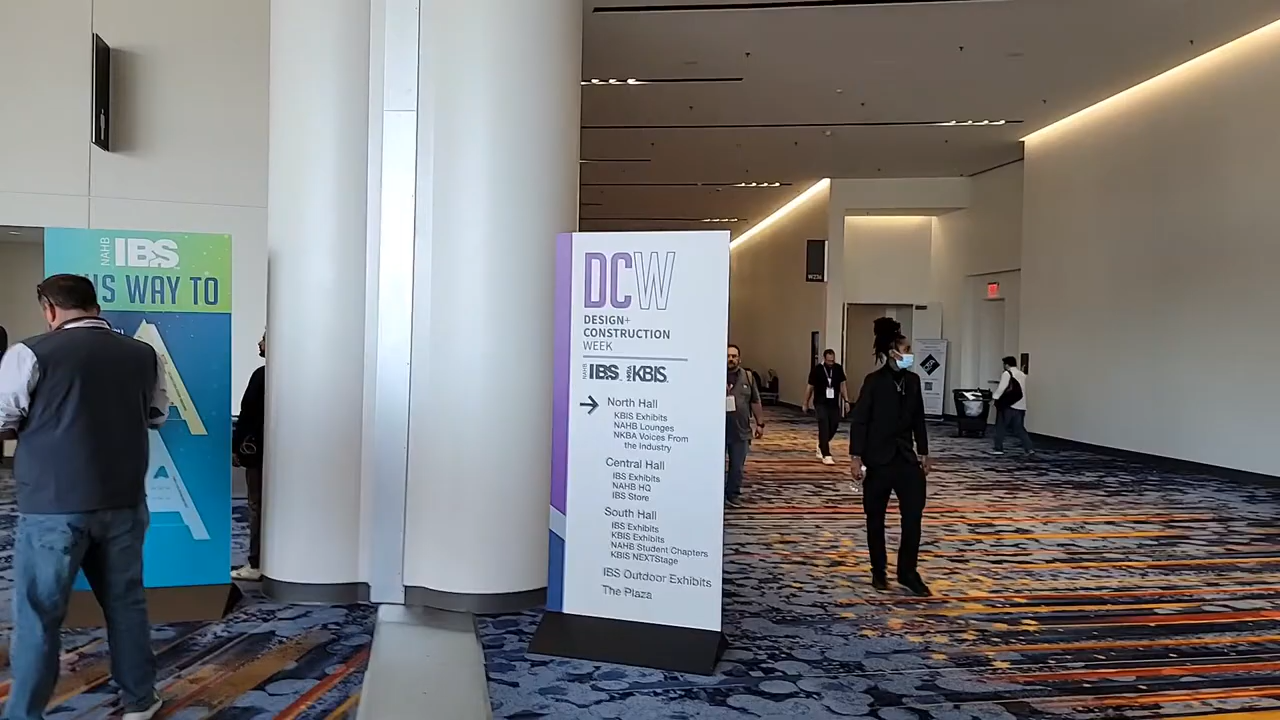 NAHB
IBS
IS WAY TO
A
A
DCW
DESIGN+
CONSTRUCTION
WEEK
NAHB IBS NKBA KBIS
North Hall
KBIS Exhibits
NAHB Lounges
NKBA Voices From
the Industry
Central Hall
IBS Exhibits
NAHB HQ
IBS Store
South Hall
IBS Exhibits
KBIS Exhibits
NAHB Student Chapters
KBIS NEXTStage
IBS Outdoor Exhibits
The Plaza